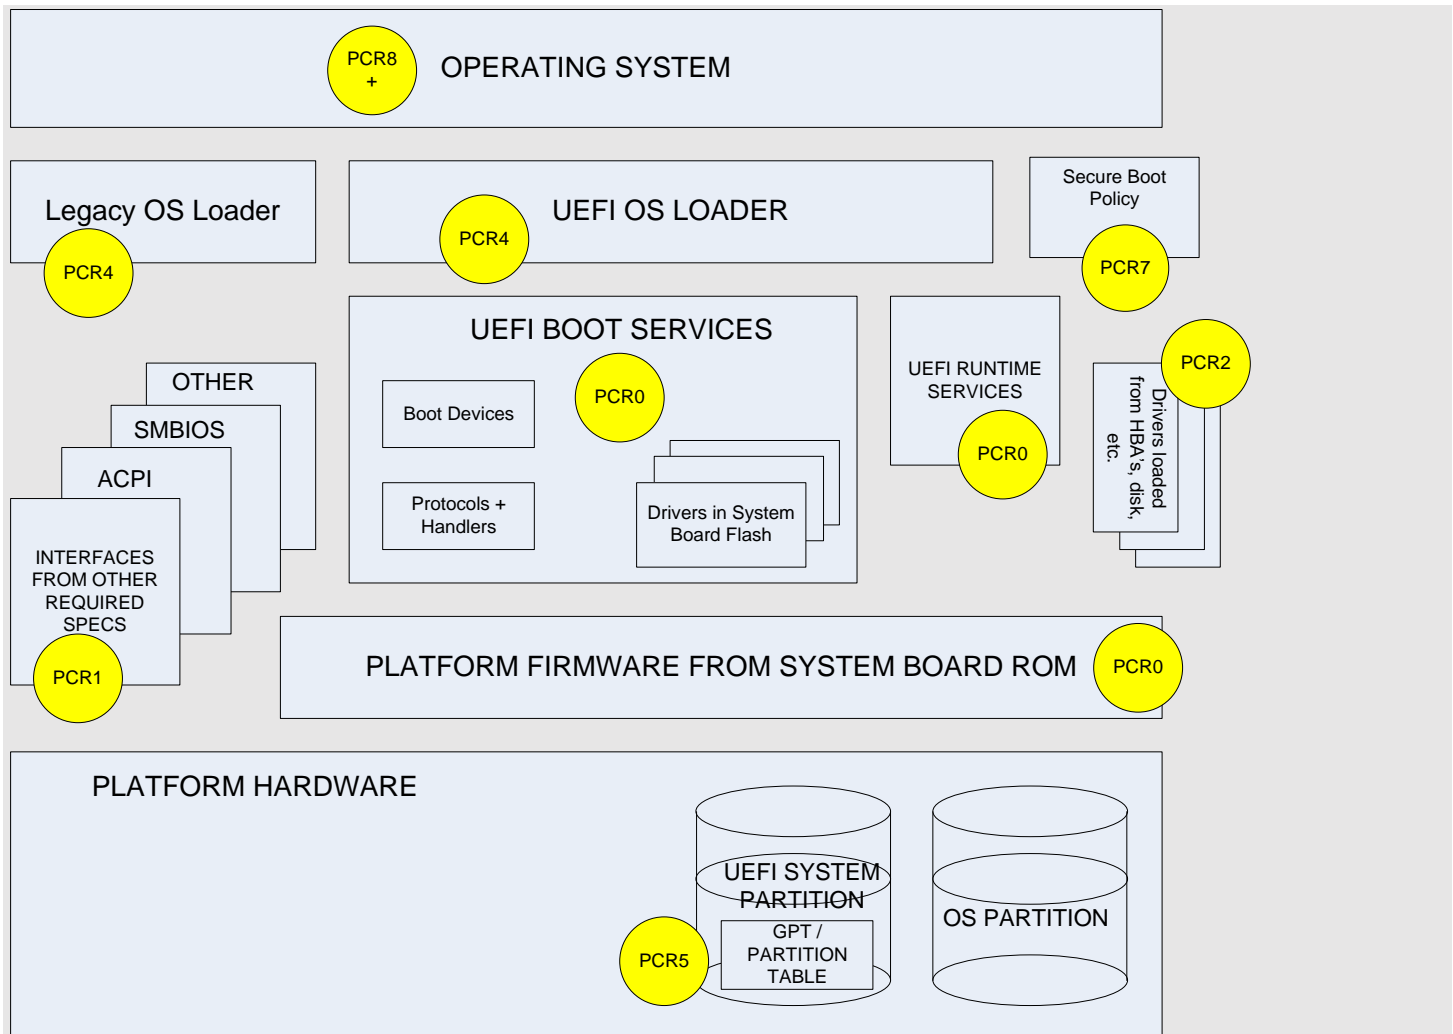 PCR8
+
OPERATING SYSTEM
Legacy OS Loader
PCR4
UEFI OS LOADER
PCR4
Secure Boot
Policy
PCR7
UEFI BOOT SERVICES
PCR0
Boot Devices
Protocols +
Handlers
Drivers in System
Board Flash
UEFI RUNTIME
SERVICES
PCR0
PCR2
Drivers loaded
from HBA's, disk,
etc.
OTHER
SMBIOS
ACPI
INTERFACES
FROM OTHER
REQUIRED
SPECS
PCR1
PLATFORM FIRMWARE FROM SYSTEM BOARD ROM
PCR0
PLATFORM HARDWARE
UEFI SYSTEM
PARTITION
GPT /
PARTITION
TABLE
PCR5
OS PARTITION